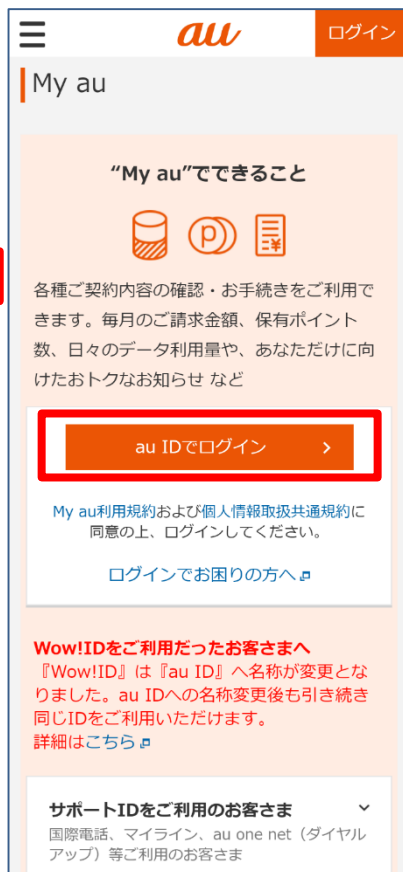 au
ログイン
My au
“My au”でできること
各種ご契約内容の確認・お手続きをご利用で
きます。毎月のご請求金額、保有ポイント
数、日々のデータ利用量や、あなただけに向
けたおトクなお知らせ など
au IDでログイン
My au利用規約および個人情報取扱共通規約に
同意の上、ログインしてください。
ログインでお困りの方へ
Wow!IDをご利用だったお客さまへ
『Wow!ID』は『au ID』へ名称が変更とな
りました。au IDへの名称変更後も引き続き
同じIDをご利用いただけます。
詳細はこちら
サポートIDをご利用のお客さま
国際電話、マイライン、au one net（ダイヤル
アップ）等ご利用のお客さま